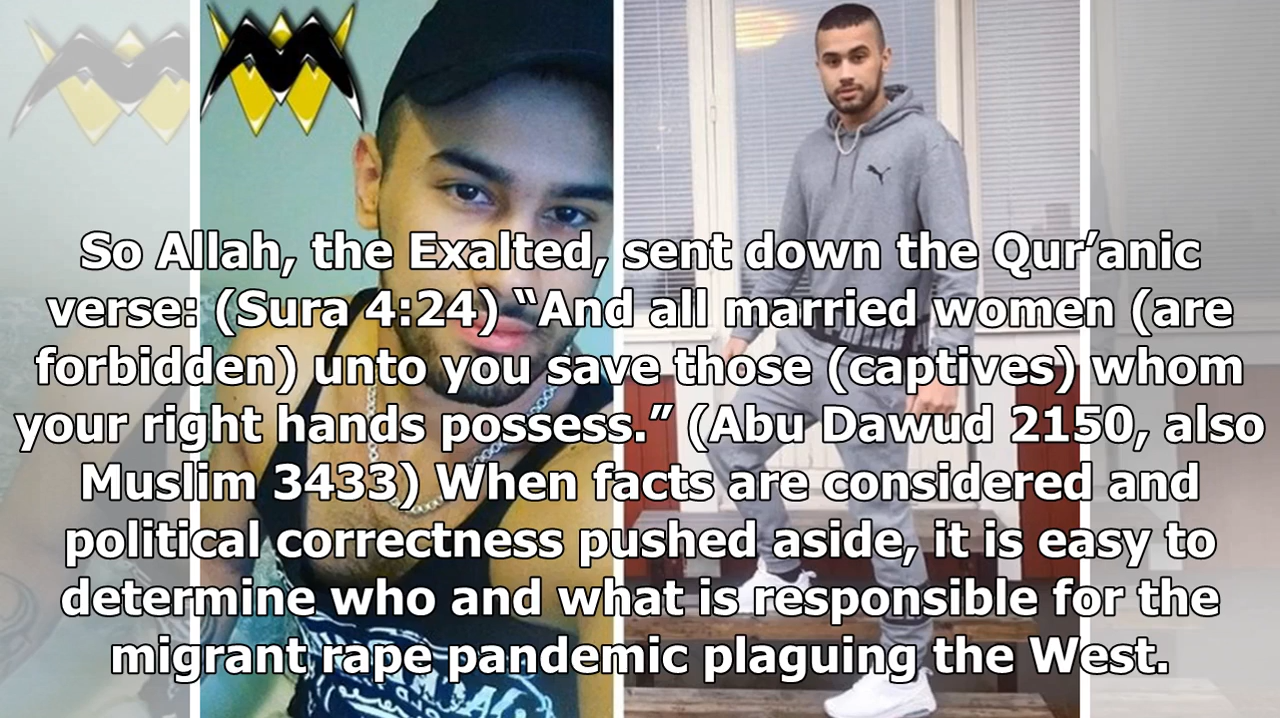 So Allah, the Exalted, sent down the Qur’anic
verse: (Sura 4:24) “And all married women (are
forbidden) unto you save those (captives) whom
your right hands possess.” (Abu Dawud 2150, also
Muslim 3433) When facts are considered and
political correctness pushed aside, it is easy to
determine who and what is responsible for the
migrant rape pandemic plaguing the West.